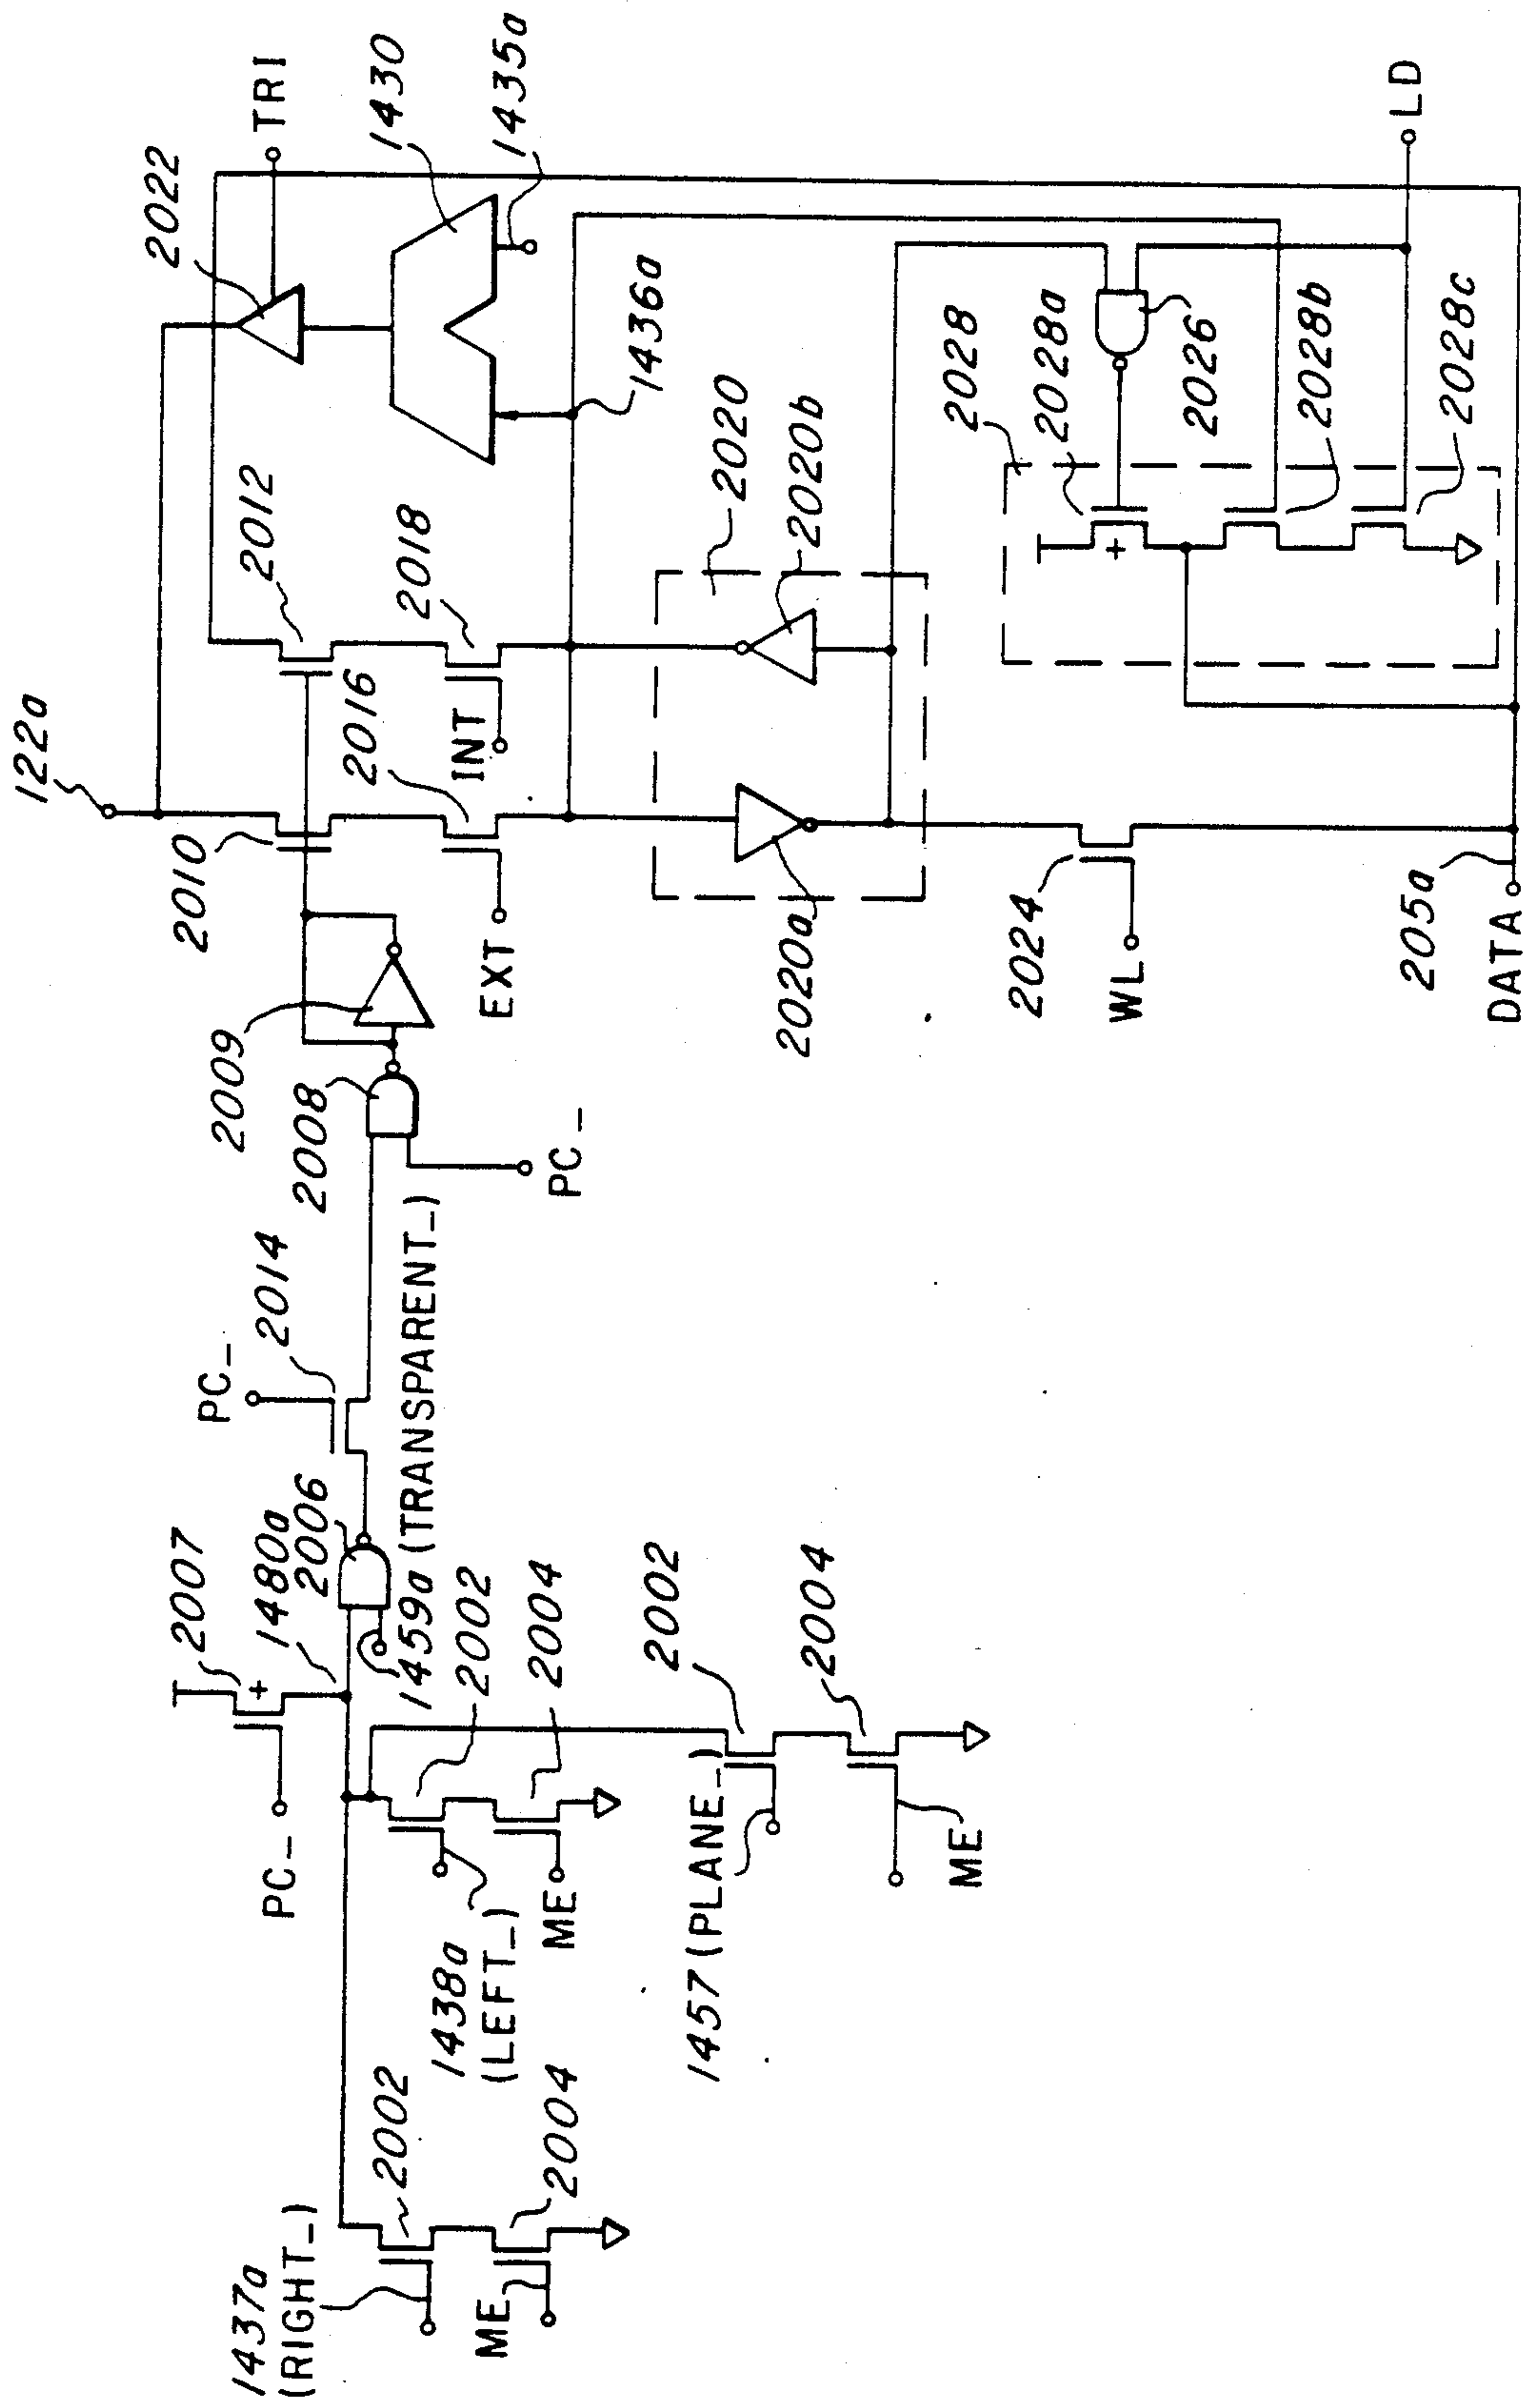 122a
2022
TRI
1430
1435a
1436a
2012
2010
2018
2016
INT
EXT
2009
2008
PC_
2014
PC_
2020
2020b
2020a
2028
2028a
2026
2028b
2028c
LD
2024
WL
205a
DATA
2007
1480a
2006
1459a (TRANSPARENT_)
PC_
2002
2004
1438a
(LEFT_)
ME
2002
2004
1457 (PLANE_)
ME
2002
2004
1437a
(RIGHT_)
ME